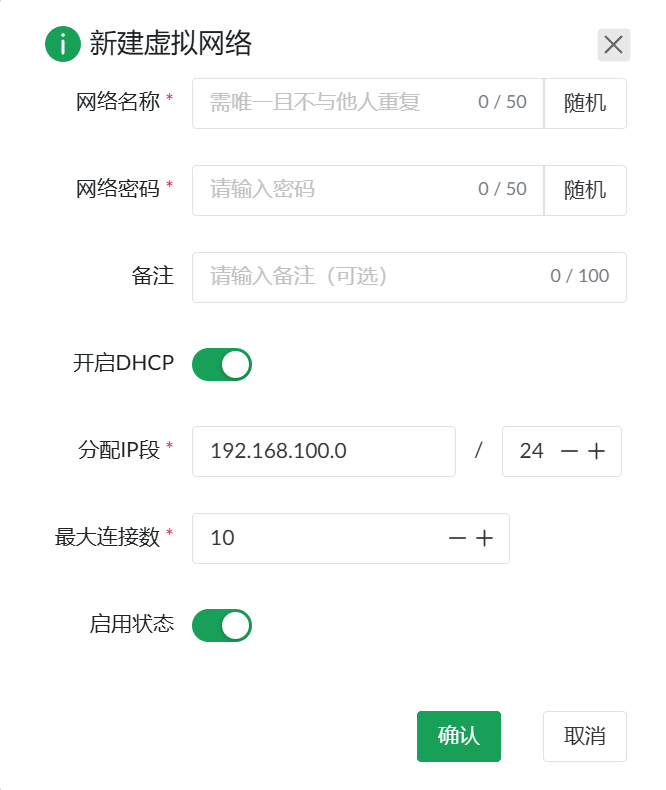 新建虚拟网络
网络名称 * 需唯一且不与他人重复 0 / 50 随机
网络密码 * 请输入密码 0 / 50 随机
备注 请输入备注（可选） 0 / 100
开启DHCP
分配IP段 * 192.168.100.0 / 24
最大连接数 * 10
启用状态
确认 取消